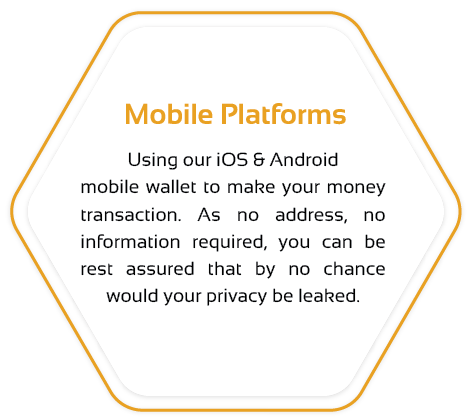 Mobile Platforms
Using our iOS & Android
mobile wallet to make your money
transaction. As no address, no
information required, you can be
rest assured that by no chance
would your privacy be leaked.